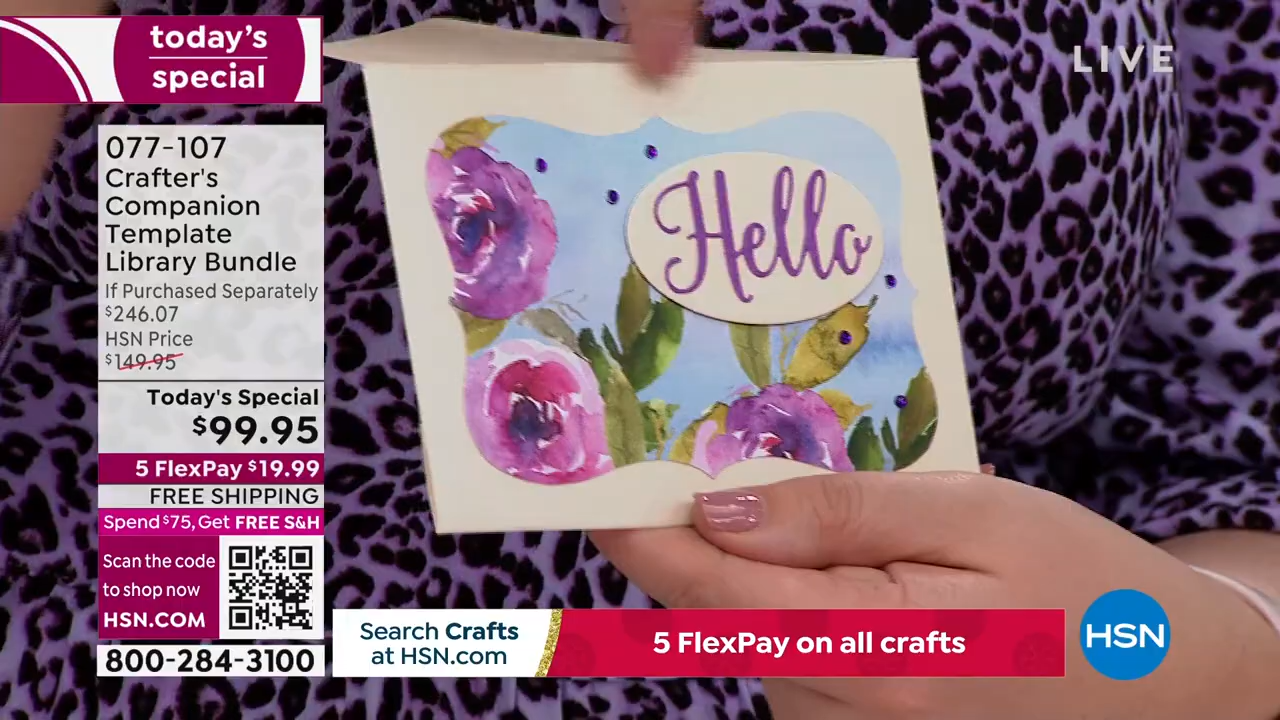 today's
special
077-107
Crafter's
Companion
Template
Library Bundle
If Purchased Separately
$246.07
HSN Price
$149.95
Today's Special
$99.95
5 FlexPay $19.99
FREE SHIPPING
Spend $75, Get FREE S&H
Scan the code
to shop now
HSN.COM
800-284-3100
LIVE
Hello
Search Crafts
at HSN.com
5 FlexPay on all crafts
HSN